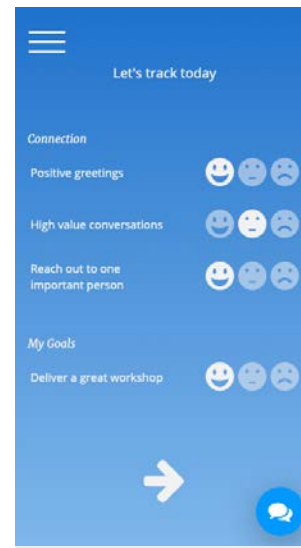 Let's track today
Connection
Positive greetings
High value conversations
Reach out to one
important person
My Goals
Deliver a great workshop